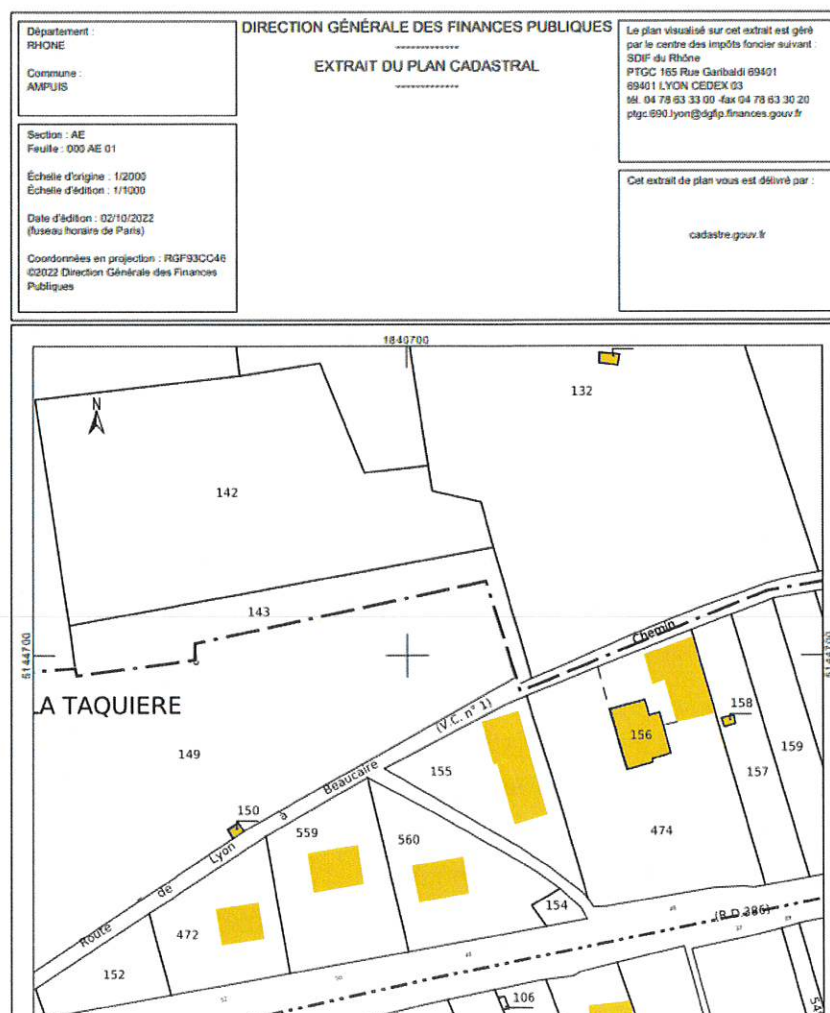 Département :
RHONE
Commune :
AMPUIS
Section : AE
Feuille : 000 AE 01
Échelle d'origine : 1/2000
Échelle d'édition : 1/1000
Date d'édition : 02/10/2022
(fuseau horaire de Paris)
Coordonnées en projection : RGF93CC46
©2022 Direction Générale des Finances
Publiques
DIRECTION GÉNÉRALE DES FINANCES PUBLIQUES
-------------
EXTRAIT DU PLAN CADASTRAL
-------------
Le plan visualisé sur cet extrait est géré
par le centre des impôts foncier suivant :
SDIF du Rhône
PTGC 165 Rue Garibaldi 69401
69401 LYON CEDEX 03
tél. 04 78 63 33 00 -fax 04 78 63 30 20
ptgc.690.lyon@dgfip.finances.gouv.fr
Cet extrait de plan vous est délivré par :
cadastre.gouv.fr
1840700
132
N
142
143
Chemin
5144700
5144700
LA TAQUIERE
(V.C. n° 1)
158
156
159
149
155
157
Route de Lyon à Beaucaire
150
559
560
474
154
(R.D.386)
472
152
106